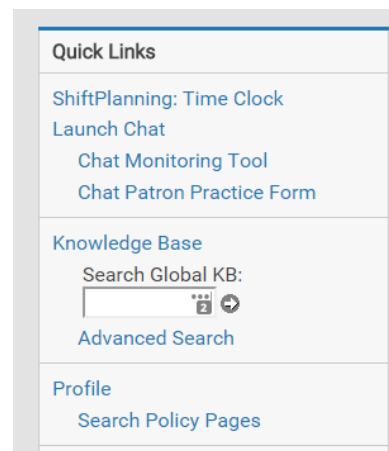 Quick Links
ShiftPlanning: Time Clock
Launch Chat
Chat Monitoring Tool
Chat Patron Practice Form
Knowledge Base
Search Global KB:
2
Advanced Search
Profile
Search Policy Pages